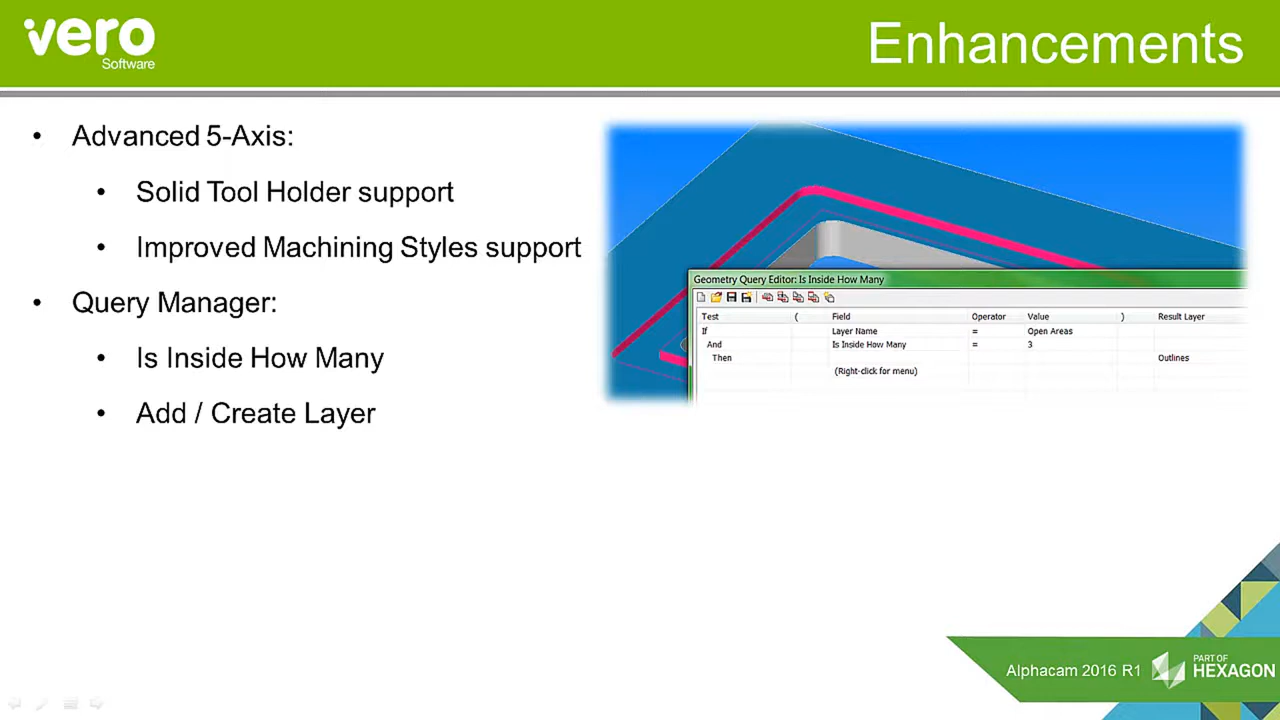 vero
Software
Enhancements
• Advanced 5-Axis:
• Solid Tool Holder support
• Improved Machining Styles support
• Query Manager:
• Is Inside How Many
• Add / Create Layer
Geometry Query Editor: Is Inside How Many
Test ( Field Operator Value ) Result Layer
If Layer Name = Open Areas
And Is Inside How Many = 3
Then Outlines
(Right-click for menu)
Alphacam 2016 R1
PART OF
HEXAGON